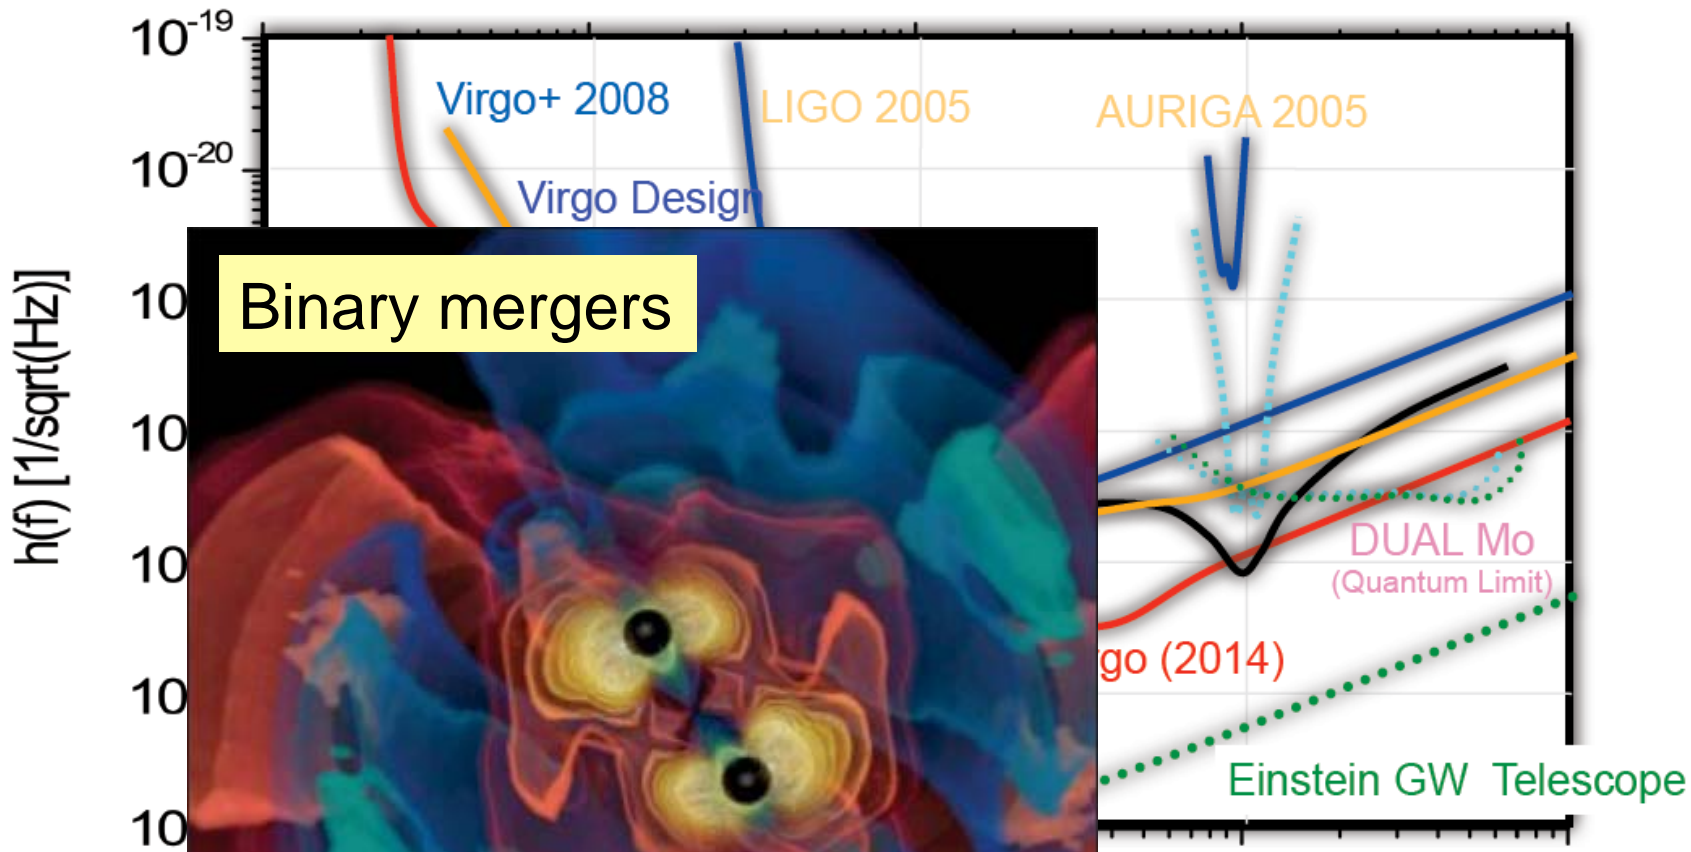 10-19
Virgo+ 2008
LIGO 2005
AURIGA 2005
10-20
Virgo Design
h(f) [1/sqrt(Hz)]
10
Binary mergers
10
10
DUAL Mo
(Quantum Limit)
rgo (2014)
10
Einstein GW Telescope
10